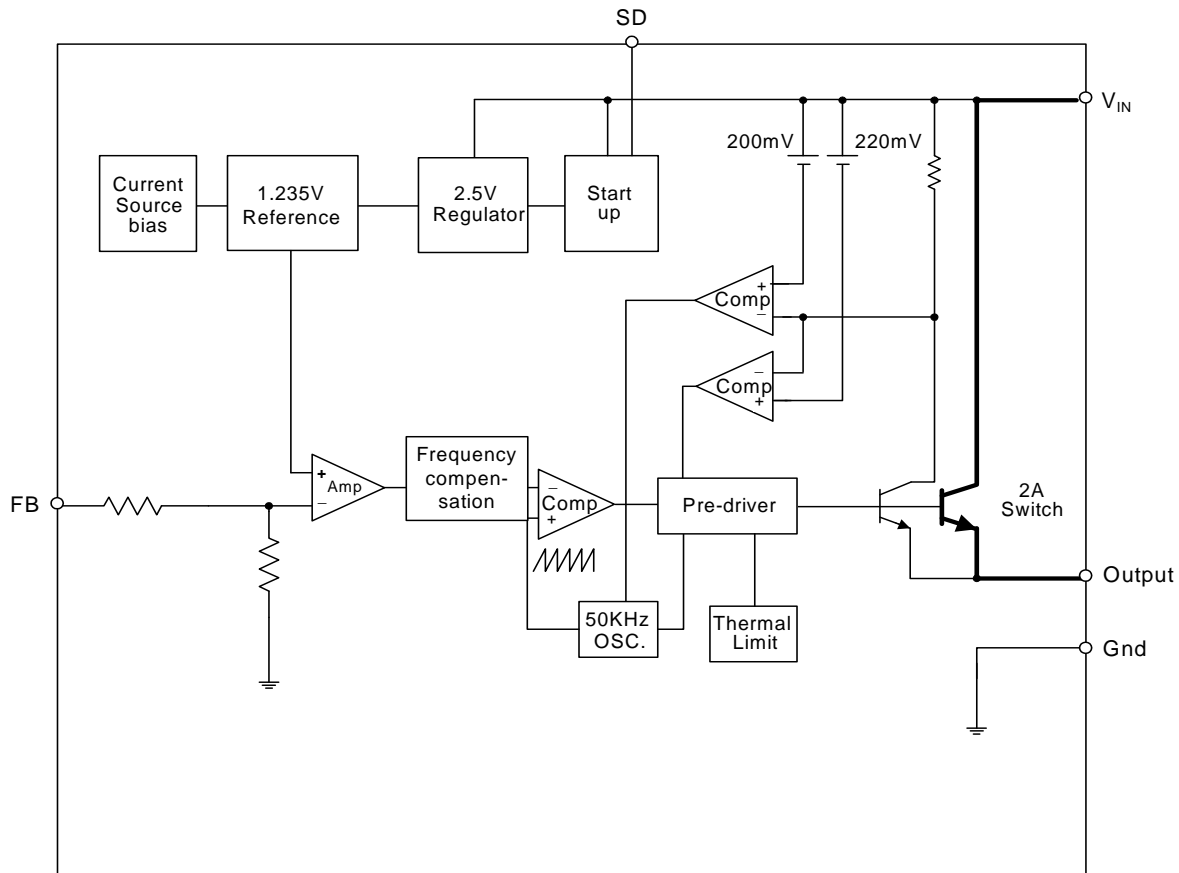 SD
V_IN
200mV
220mV
Current
Source
bias
1.235V
Reference
2.5V
Regulator
Start
up
+
Comp
−
−
Comp
+
Frequency
compen-
sation
+
Amp
−
−
Comp
+
FB
Pre-driver
2A
Switch
Output
50KHz
OSC.
Thermal
Limit
Gnd